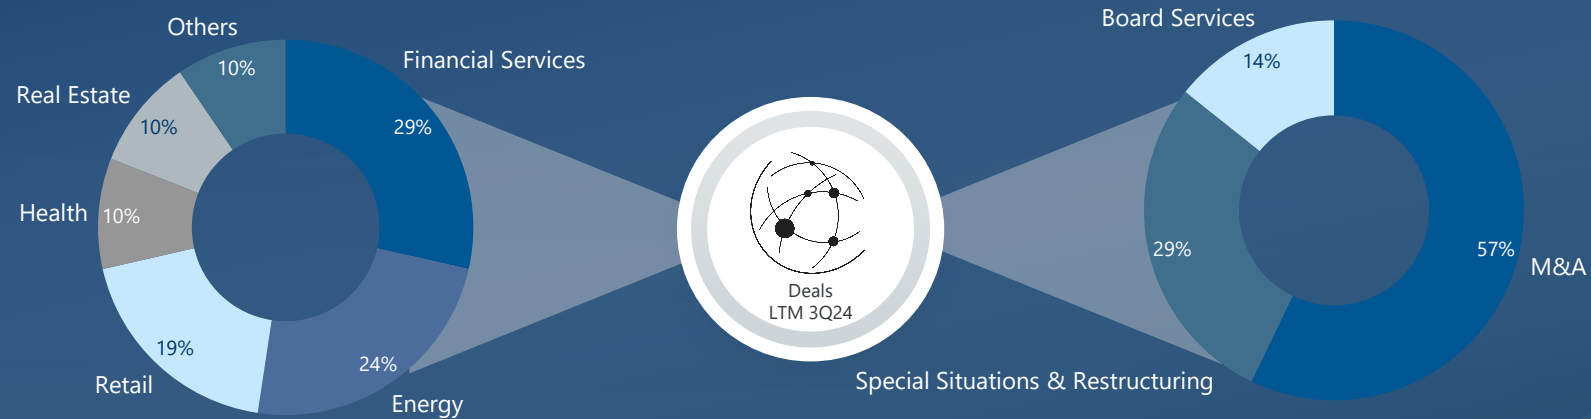 Others
10%
Financial Services
29%
Real Estate
10%
Health
10%
19%
Retail
24%
Energy
Deals
LTM 3Q24
Board Services
14%
29%
57%
M&A
Special Situations & Restructuring